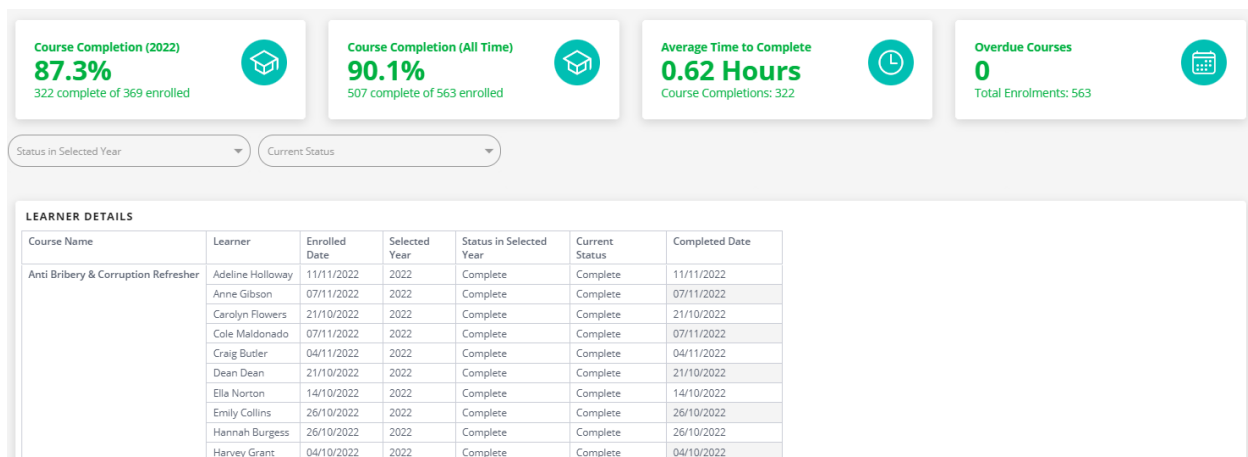 Course Completion (2022)
87.3%
322 complete of 369 enrolled
Course Completion (All Time)
90.1%
507 complete of 563 enrolled
Average Time to Complete
0.62 Hours
Course Completions: 322
Overdue Courses
0
Total Enrolments: 563
Status in Selected Year
Current Status
LEARNER DETAILS
Course Name Learner Enrolled Date Selected Year Status in Selected Year Current Status Completed Date
Anti Bribery & Corruption Refresher Adeline Holloway 11/11/2022 2022 Complete Complete 11/11/2022
Anne Gibson 07/11/2022 2022 Complete Complete 07/11/2022
Carolyn Flowers 21/10/2022 2022 Complete Complete 21/10/2022
Cole Maldonado 07/11/2022 2022 Complete Complete 07/11/2022
Craig Butler 04/11/2022 2022 Complete Complete 04/11/2022
Dean Dean 21/10/2022 2022 Complete Complete 21/10/2022
Ella Norton 14/10/2022 2022 Complete Complete 14/10/2022
Emily Collins 26/10/2022 2022 Complete Complete 26/10/2022
Hannah Burgess 26/10/2022 2022 Complete Complete 26/10/2022
Harvey Grant 04/10/2022 2022 Complete Complete 04/10/2022